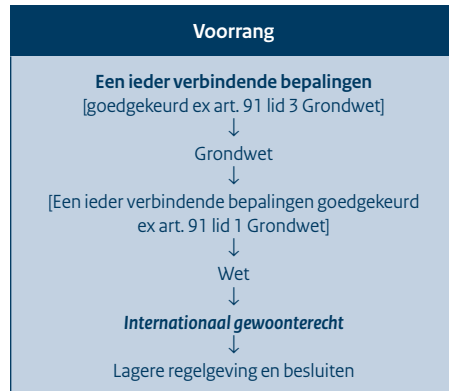 Voorrang
Een ieder verbindende bepalingen
[goedgekeurd ex art. 91 lid 3 Grondwet]
↓
Grondwet
↓
[Een ieder verbindende bepalingen goedgekeurd
ex art. 91 lid 1 Grondwet]
↓
Wet
↓
Internationaal gewoonterecht
↓
Lagere regelgeving en besluiten